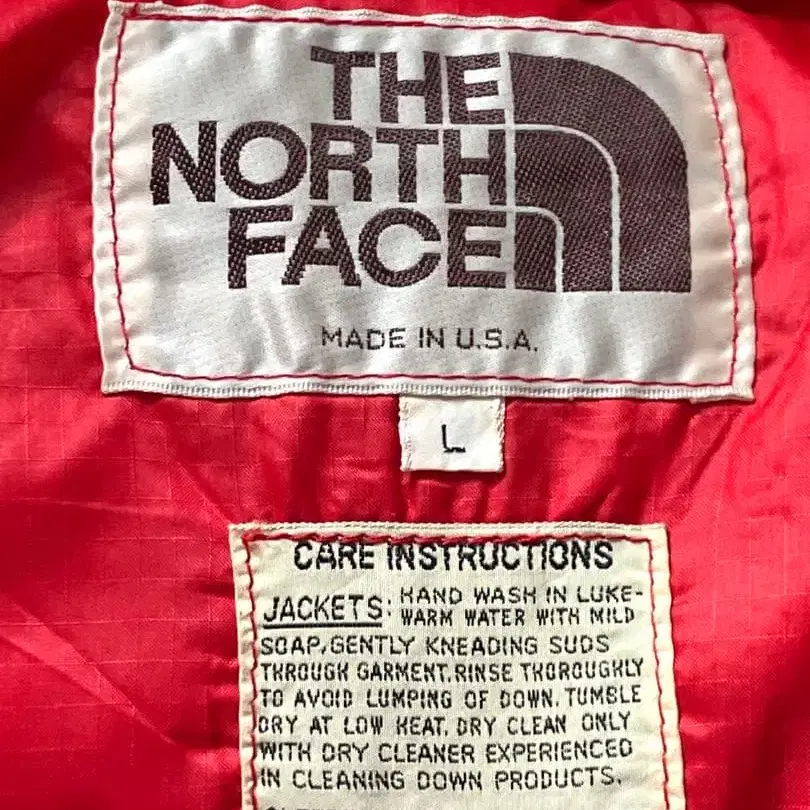 THE
NORTH
FACE
MADE IN U.S.A.
L
CARE INSTRUCTIONS
JACKETS: HAND WASH IN LUKE-
WARM WATER WITH MILD
SOAP, GENTLY KNEADING SUDS
THROUGH GARMENT. RINSE THOROUGHLY
TO AVOID LUMPING OF DOWN. TUMBLE
DRY AT LOW HEAT. DRY CLEAN ONLY
WITH DRY CLEANER EXPERIENCED
IN CLEANING DOWN PRODUCTS.